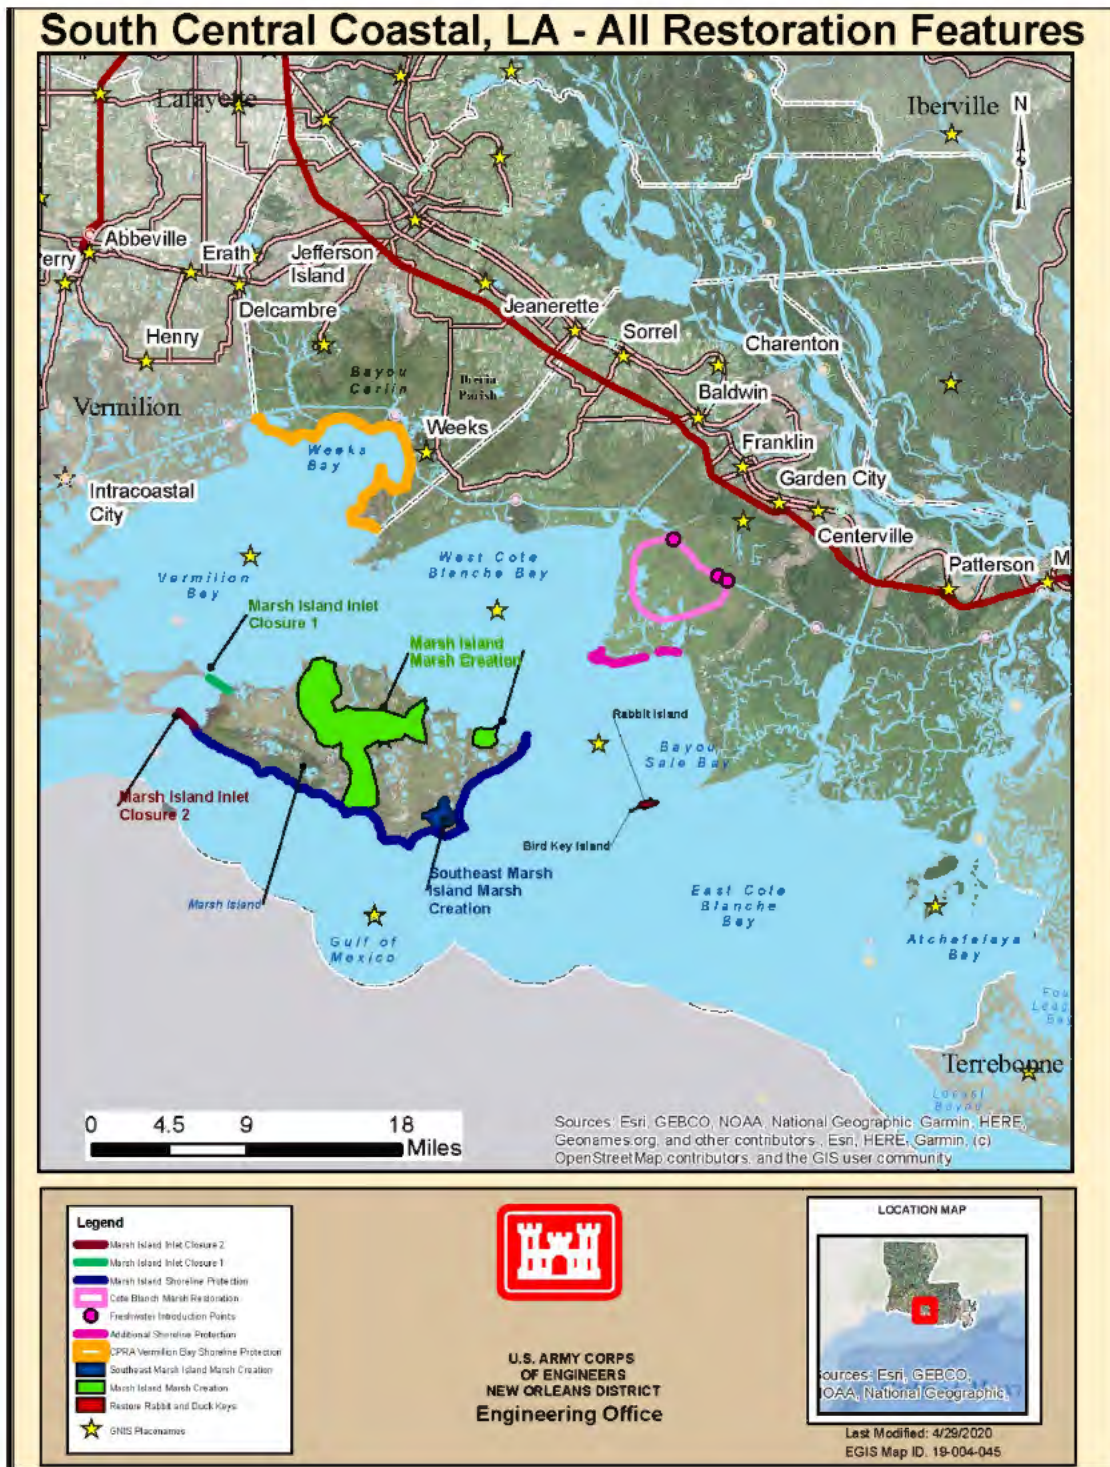 South Central Coastal, LA - All Restoration Features
Lafayette
Iberville
N
Abbeville
erry
Erath
Jefferson
Island
Delcambre
Henry
Jeanerette
Sorrel
Charenton
Bayou
Carlin
Iberia
Parish
Baldwin
Vermilion
Weeks
Weeks
Bay
Franklin
Garden City
Intracoastal
City
Centerville
West Cote
Blanche Bay
Patterson
M
Vermilion
Bay
Marsh Island Inlet
Closure 1
Marsh Island
Marsh Creation
Rabbit Island
Bayou
Sale Bay
Marsh Island Inlet
Closure 2
Bird Key Island
Southeast Marsh
Island Marsh
Creation
Marsh Island
East Cote
Blanche
Bay
Gulf of
Mexico
Atchafalaya
Bay
Terrebonne
0 4.5 9 18
Miles
Sources: Esri, GEBCO, NOAA, National Geographic, Garmin, HERE,
Geonames.org, and other contributors , Esri, HERE, Garmin, (c)
OpenStreetMap contributors, and the GIS user community
Legend
Marsh Island Inlet Closure 2
Marsh Island Inlet Closure 1
Marsh Island Shoreline Protection
Cote Blanch Marsh Restoration
Freshwater Introduction Points
Additional Shoreline Protection
CPRA Vermilion Bay Shoreline Protection
Southeast Marsh Island Marsh Creation
Marsh Island Marsh Creation
Restore Rabbit and Duck Keys
GNIS Placenames
U.S. ARMY CORPS
OF ENGINEERS
NEW ORLEANS DISTRICT
Engineering Office
LOCATION MAP
ources: Esri, GEBCO,
OAA, National Geographic,
Last Modified: 4/29/2020
EGIS Map ID. 19-004-045